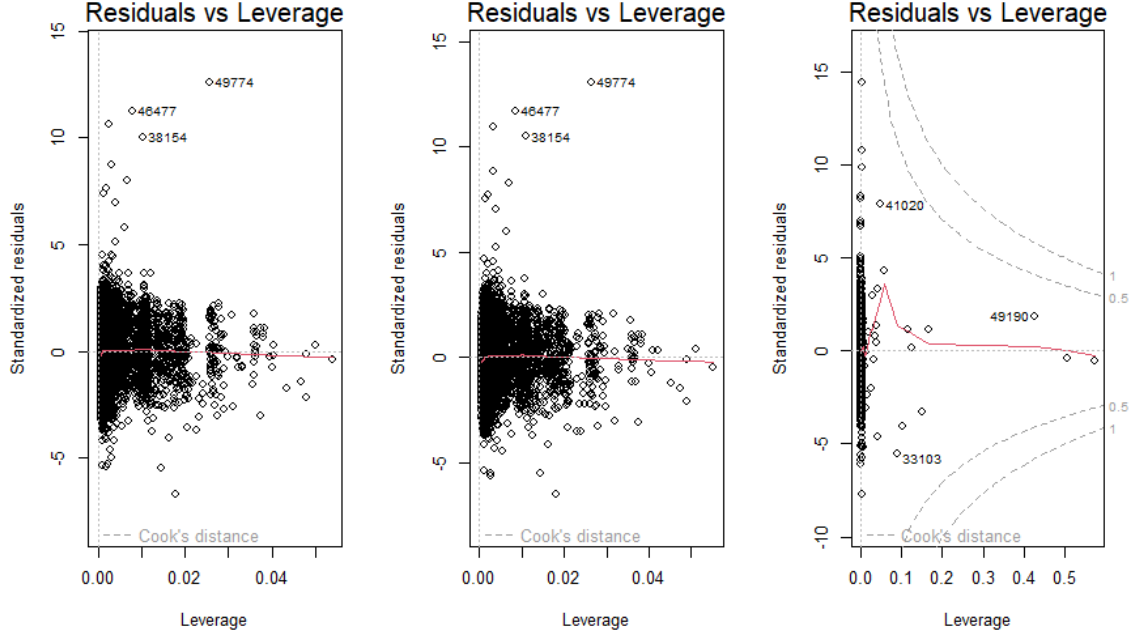 Residuals vs Leverage
Standardized residuals
15
10
5
0
-5
49774
46477
38154
Cook's distance
0.00 0.02 0.04
Leverage
Residuals vs Leverage
Standardized residuals
15
10
5
0
-5
49774
46477
38154
Cook's distance
0.00 0.02 0.04
Leverage
Residuals vs Leverage
Standardized residuals
15
10
5
0
-5
-10
41020
49190
33103
1
0.5
0.5
1
Cook's distance
0.0 0.1 0.2 0.3 0.4 0.5
Leverage